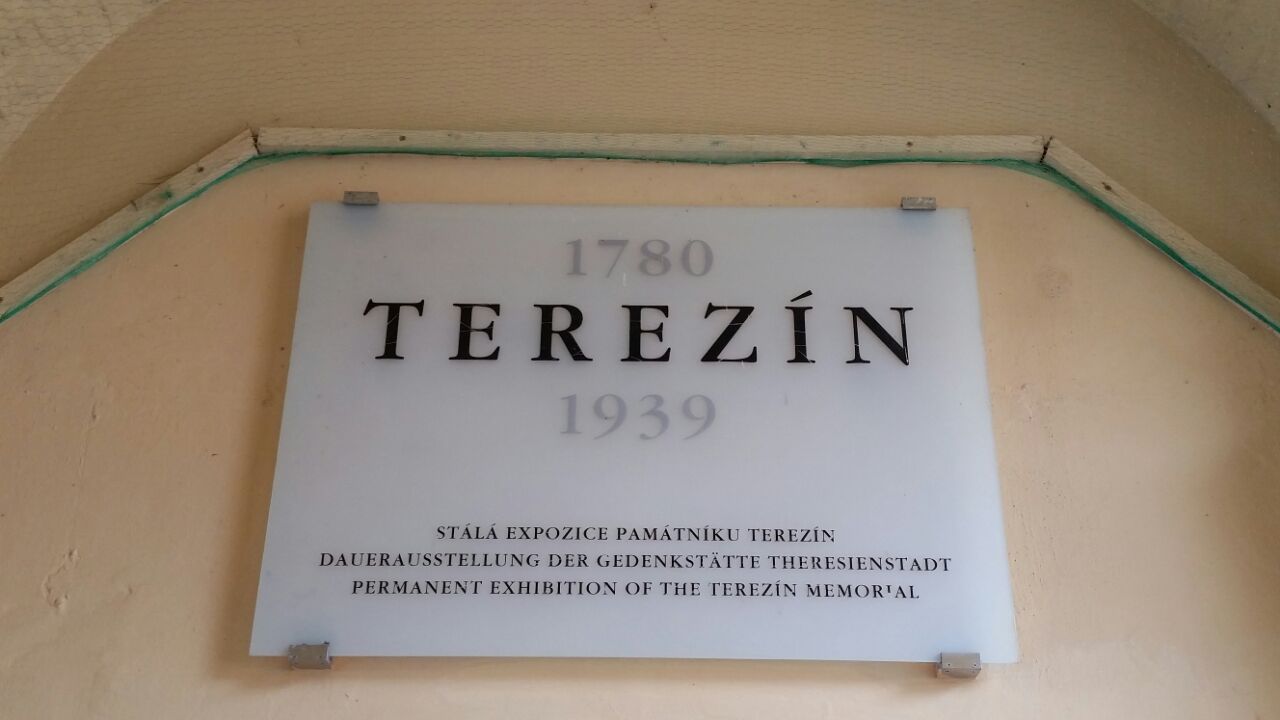 1780
TEREZÍN
1939
STÁLÁ EXPOZICE PAMÁTNÍKU TEREZÍN
DAUERAUSSTELLUNG DER GEDENKSTÄTTE THERESIENSTADT
PERMANENT EXHIBITION OF THE TEREZÍN MEMORIAL